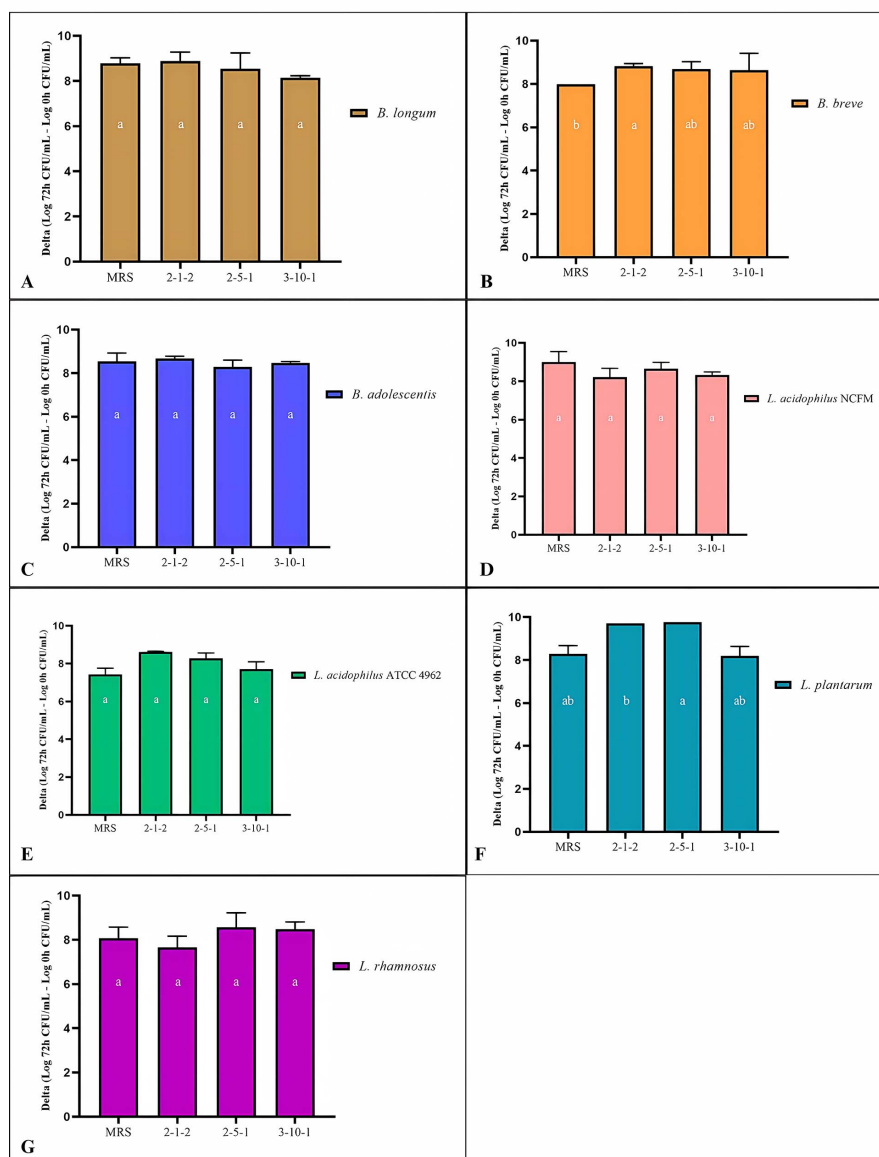 Delta (Log 72h CFU/mL - Log 0h CFU/mL)
10
8
6
4
2
0
a a a a
MRS 2-1-2 2-5-1 3-10-1
B. longum
A
Delta (Log 72h CFU/mL - Log 0h CFU/mL)
10
8
6
4
2
0
b a ab ab
MRS 2-1-2 2-5-1 3-10-1
B. breve
B
Delta (Log 72h CFU/mL - Log 0h CFU/mL)
10
8
6
4
2
0
a a a a
MRS 2-1-2 2-5-1 3-10-1
B. adolescentis
C
Delta (Log 72h CFU/mL - Log 0h CFU/mL)
10
8
6
4
2
0
a a a a
MRS 2-1-2 2-5-1 3-10-1
L. acidophilus NCFM
D
Delta (Log 72h CFU/mL - Log 0h CFU/mL)
10
8
6
4
2
0
a a a a
MRS 2-1-2 2-5-1 3-10-1
L. acidophilus ATCC 4962
E
Delta (Log 72h CFU/mL - Log 0h CFU/mL)
10
8
6
4
2
0
ab b a ab
MRS 2-1-2 2-5-1 3-10-1
L. plantarum
F
Delta (Log 72h CFU/mL - Log 0h CFU/mL)
10
8
6
4
2
0
a a a a
MRS 2-1-2 2-5-1 3-10-1
L. rhamnosus
G